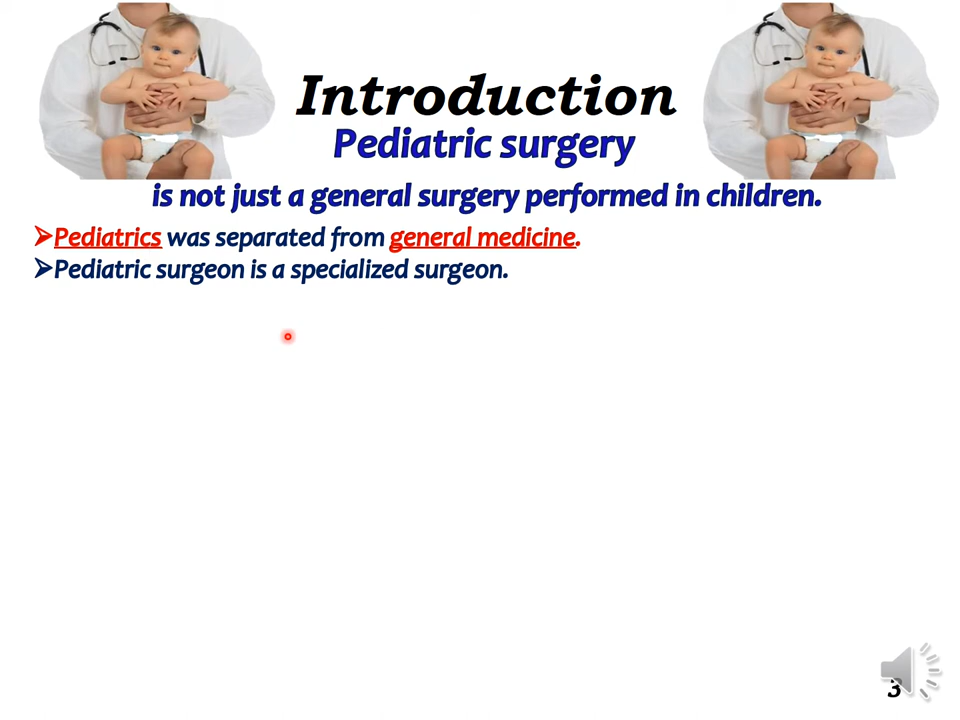 Introduction
Pediatric surgery
is not just a general surgery performed in children.
➢Pediatrics was separated from general medicine.
➢Pediatric surgeon is a specialized surgeon.
3